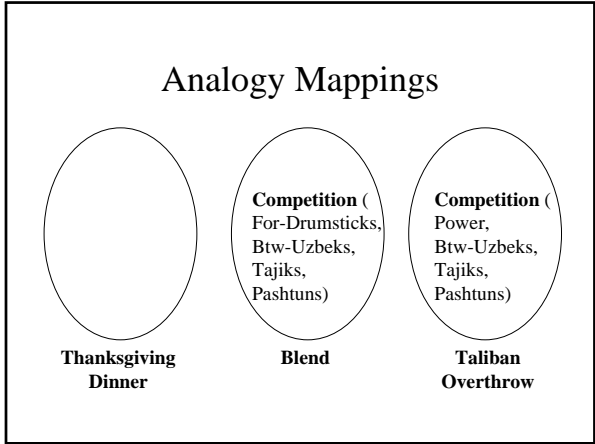 Analogy Mappings
Competition (
For-Drumsticks,
Btw-Uzbeks,
Tajiks,
Pashtuns)
Competition (
Power,
Btw-Uzbeks,
Tajiks,
Pashtuns)
Thanksgiving
Dinner
Blend
Taliban
Overthrow